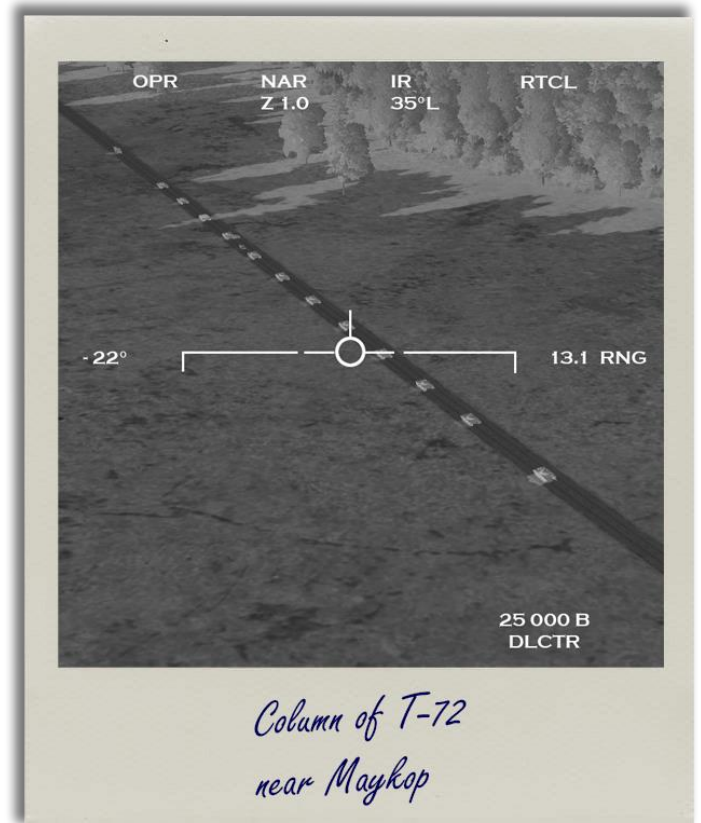 OPR NAR IR RTCL
Z 1.0 35°L
-22° 13.1 RNG
25 000 B
DLCTR
Column of T-72
near Maykop